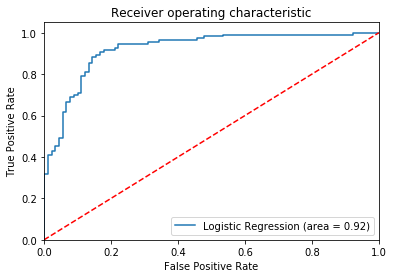 Receiver operating characteristic
1.0
0.8
0.6
0.4
0.2
0.0
True Positive Rate
Logistic Regression (area = 0.92)
0.0 0.2 0.4 0.6 0.8 1.0
False Positive Rate